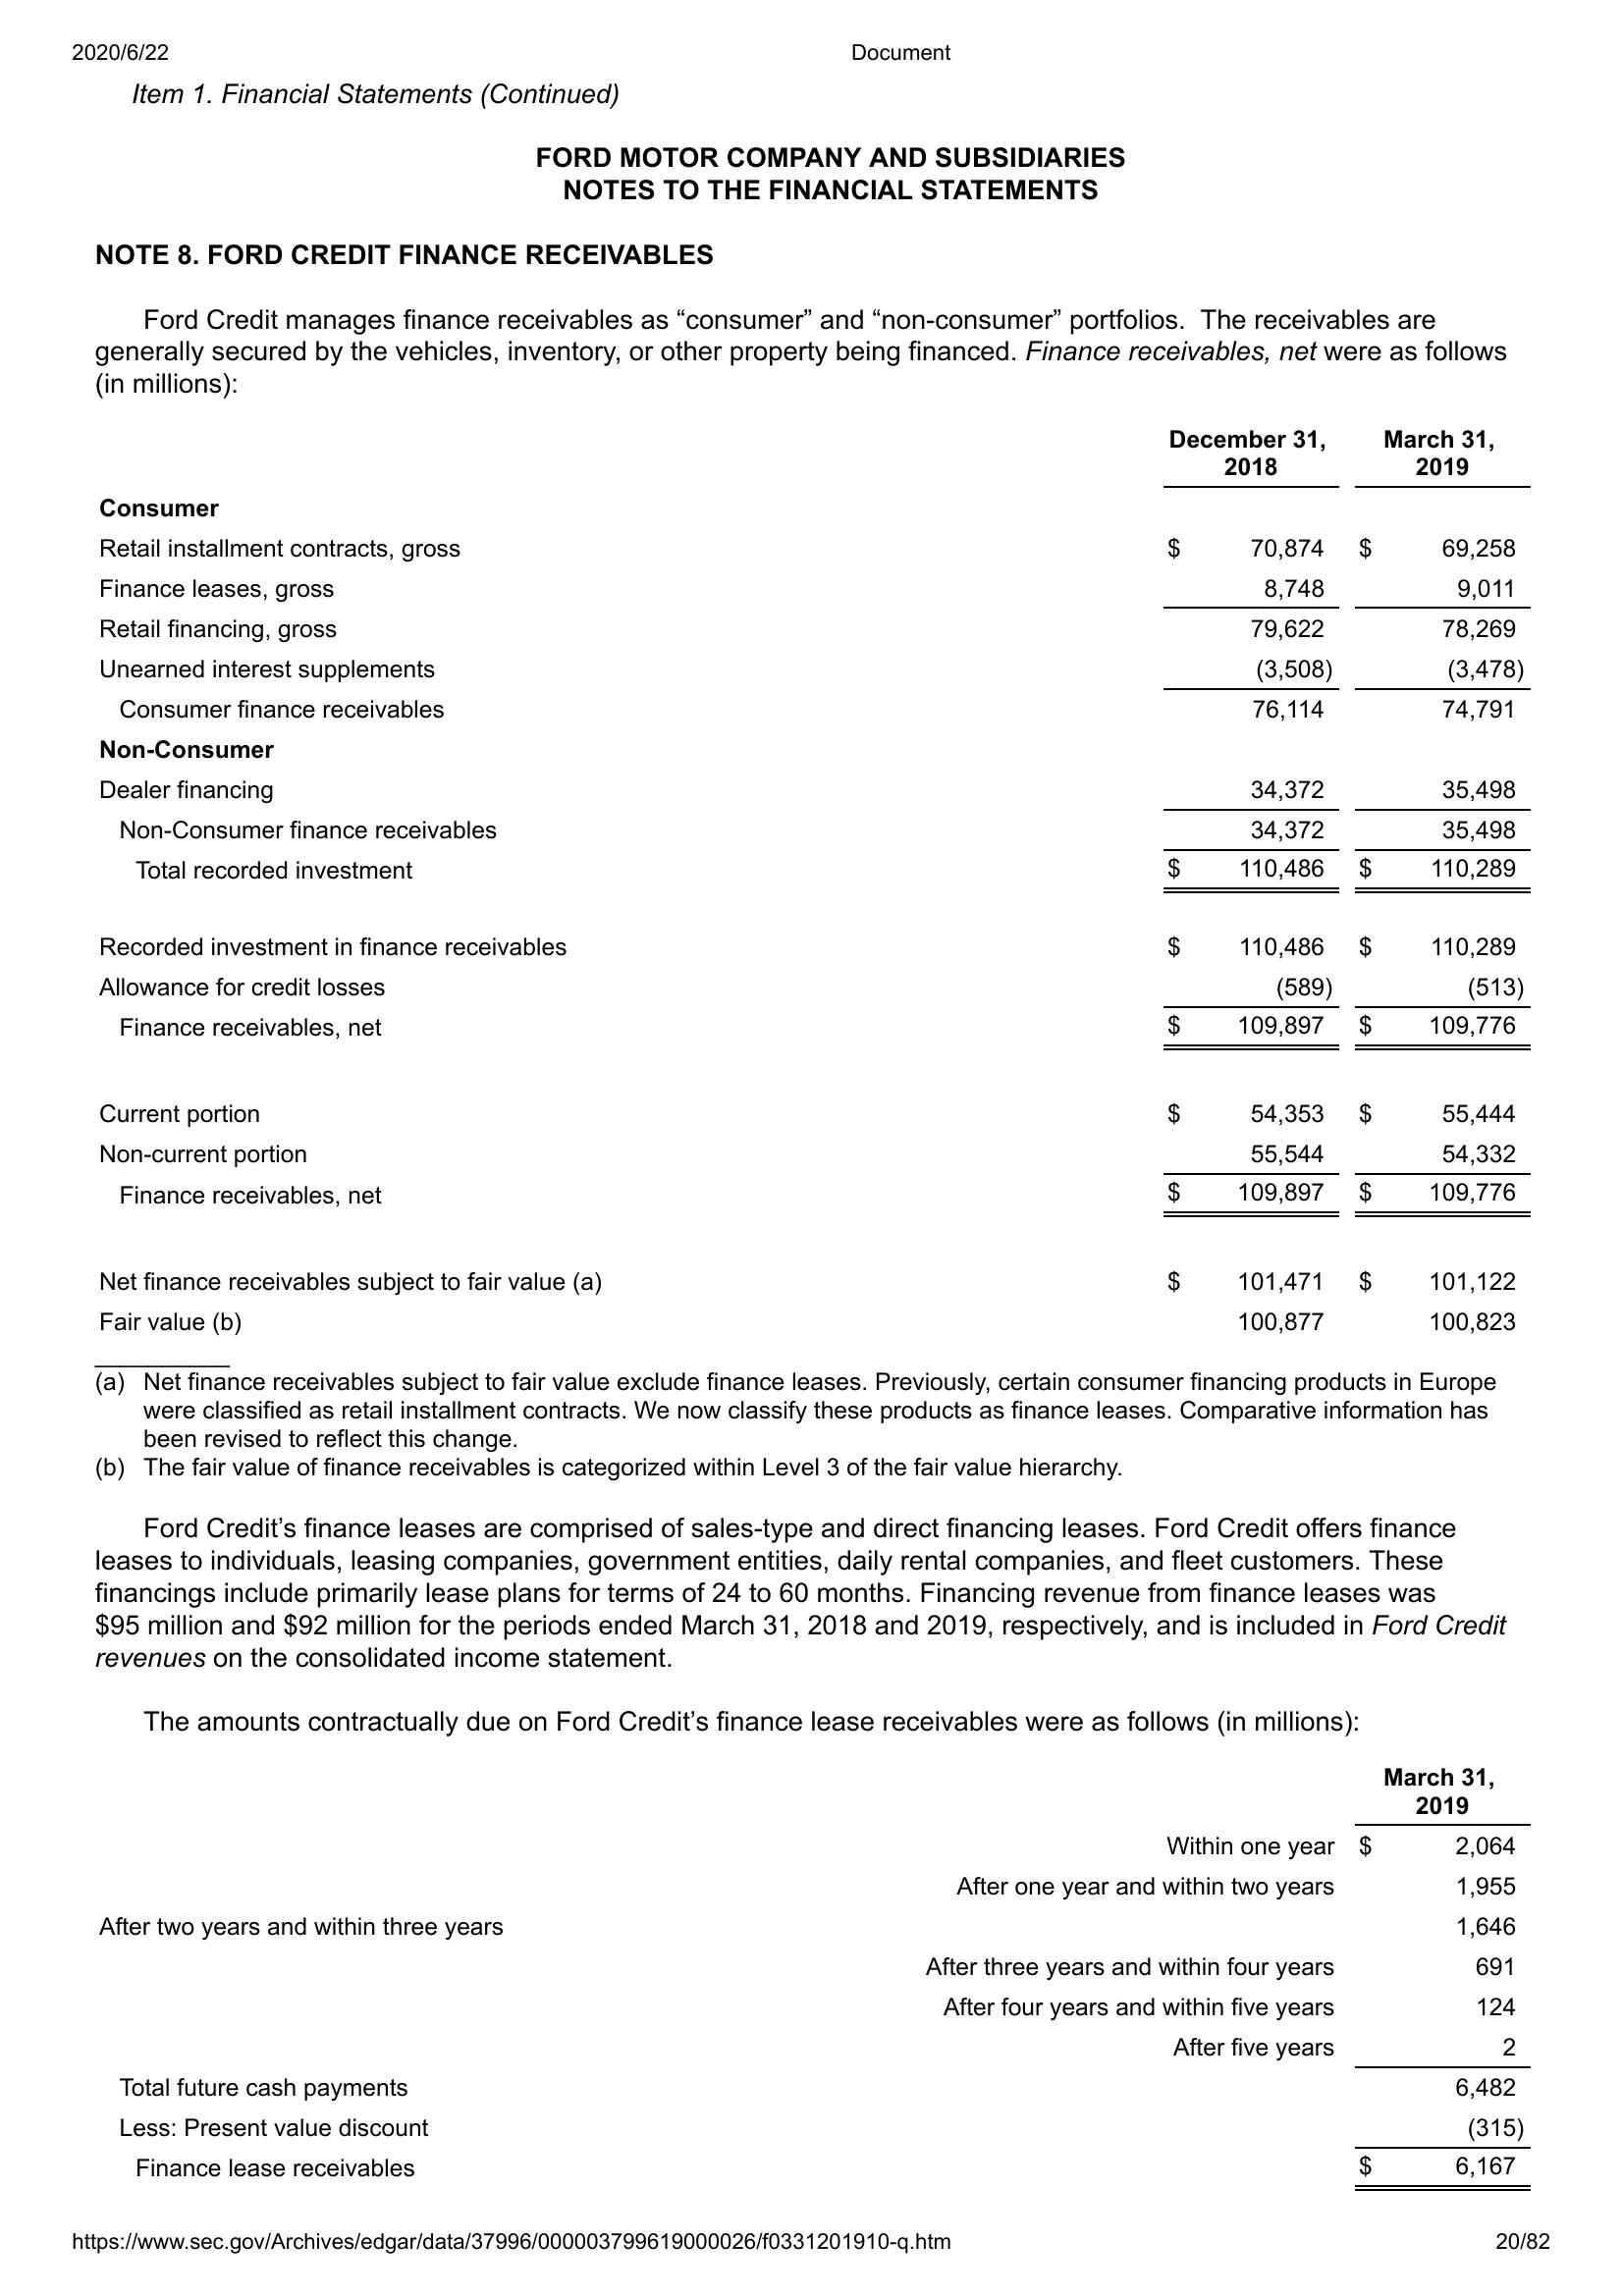 2020/6/22 Document
Item 1. Financial Statements (Continued)
FORD MOTOR COMPANY AND SUBSIDIARIES
NOTES TO THE FINANCIAL STATEMENTS
NOTE 8. FORD CREDIT FINANCE RECEIVABLES
Ford Credit manages finance receivables as “consumer” and “non-consumer” portfolios.  The receivables are
generally secured by the vehicles, inventory, or other property being financed. Finance receivables, net were as follows
(in millions):
December 31, March 31,
2018 2019
Consumer
Retail installment contracts, gross $ 70,874 $ 69,258
Finance leases, gross 8,748 9,011
Retail financing, gross 79,622 78,269
Unearned interest supplements (3,508) (3,478)
Consumer finance receivables 76,114 74,791
Non-Consumer
Dealer financing 34,372 35,498
Non-Consumer finance receivables 34,372 35,498
Total recorded investment $ 110,486 $ 110,289
Recorded investment in finance receivables $ 110,486 $ 110,289
Allowance for credit losses (589) (513)
Finance receivables, net $ 109,897 $ 109,776
Current portion $ 54,353 $ 55,444
Non-current portion 55,544 54,332
Finance receivables, net $ 109,897 $ 109,776
Net finance receivables subject to fair value (a) $ 101,471 $ 101,122
Fair value (b) 100,877 100,823
__________
(a) Net finance receivables subject to fair value exclude finance leases. Previously, certain consumer financing products in Europe
were classified as retail installment contracts. We now classify these products as finance leases. Comparative information has
been revised to reflect this change.
(b) The fair value of finance receivables is categorized within Level 3 of the fair value hierarchy.
Ford Credit’s finance leases are comprised of sales-type and direct financing leases. Ford Credit offers finance
leases to individuals, leasing companies, government entities, daily rental companies, and fleet customers. These
financings include primarily lease plans for terms of 24 to 60 months. Financing revenue from finance leases was
$95 million and $92 million for the periods ended March 31, 2018 and 2019, respectively, and is included in Ford Credit
revenues on the consolidated income statement.
The amounts contractually due on Ford Credit’s finance lease receivables were as follows (in millions):
March 31,
2019
Within one year $ 2,064
After one year and within two years 1,955
After two years and within three years 1,646
After three years and within four years 691
After four years and within five years 124
After five years 2
Total future cash payments 6,482
Less: Present value discount (315)
Finance lease receivables $ 6,167
https://www.sec.gov/Archives/edgar/data/37996/000003799619000026/f0331201910-q.htm 20/82